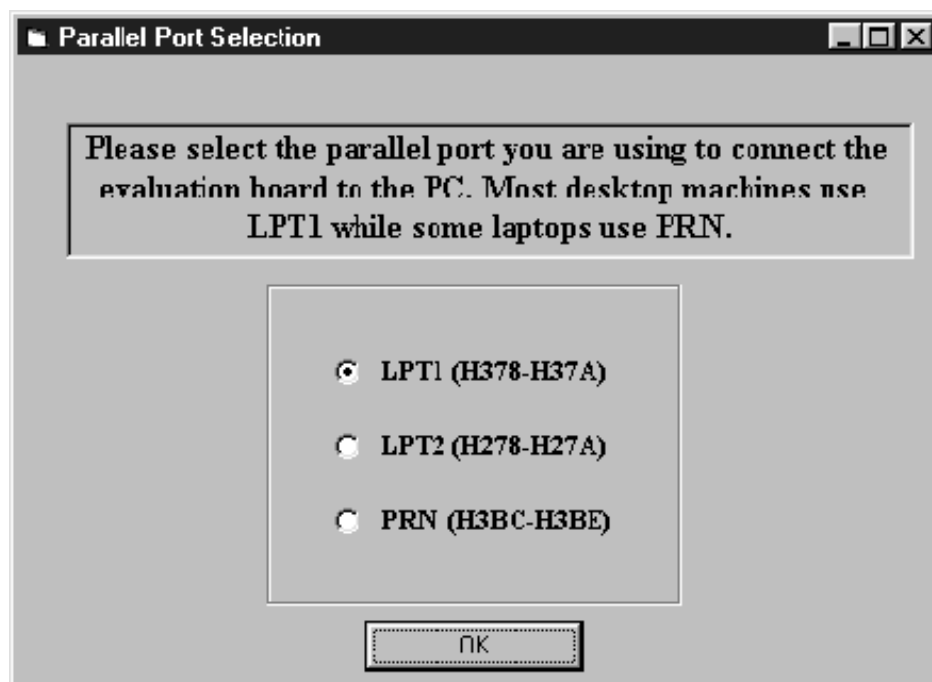 Parallel Port Selection
Please select the parallel port you are using to connect the
evaluation board to the PC. Most desktop machines use
LPT1 while some laptops use PRN.
LPT1 (H378-H37A)
LPT2 (H278-H27A)
PRN (H3BC-H3BE)
OK